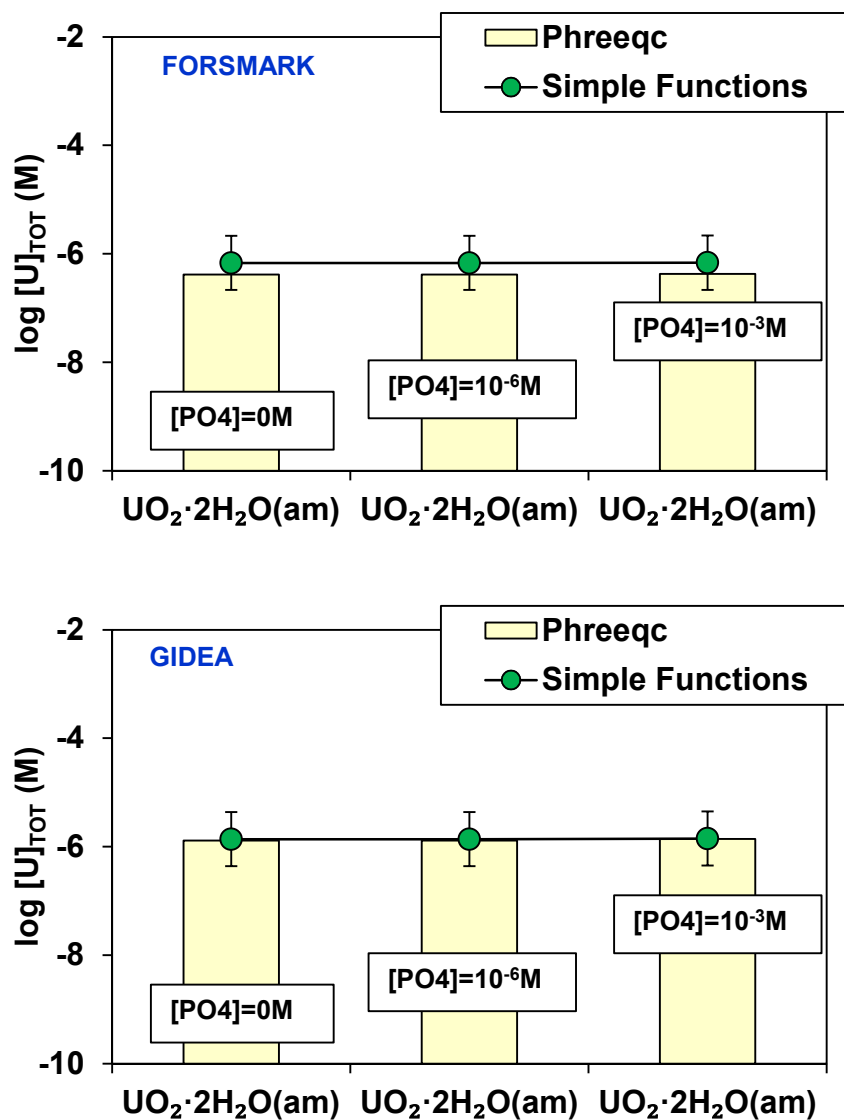 -2
FORSMARK
Phreeqc
Simple Functions
-4
-6
-8
-10
log [U]TOT (M)
[PO4]=0M
[PO4]=10⁻⁶M
[PO4]=10⁻³M
UO₂·2H₂O(am) UO₂·2H₂O(am) UO₂·2H₂O(am)
-2
GIDEA
Phreeqc
Simple Functions
-4
-6
-8
-10
log [U]TOT (M)
[PO4]=0M
[PO4]=10⁻⁶M
[PO4]=10⁻³M
UO₂·2H₂O(am) UO₂·2H₂O(am) UO₂·2H₂O(am)